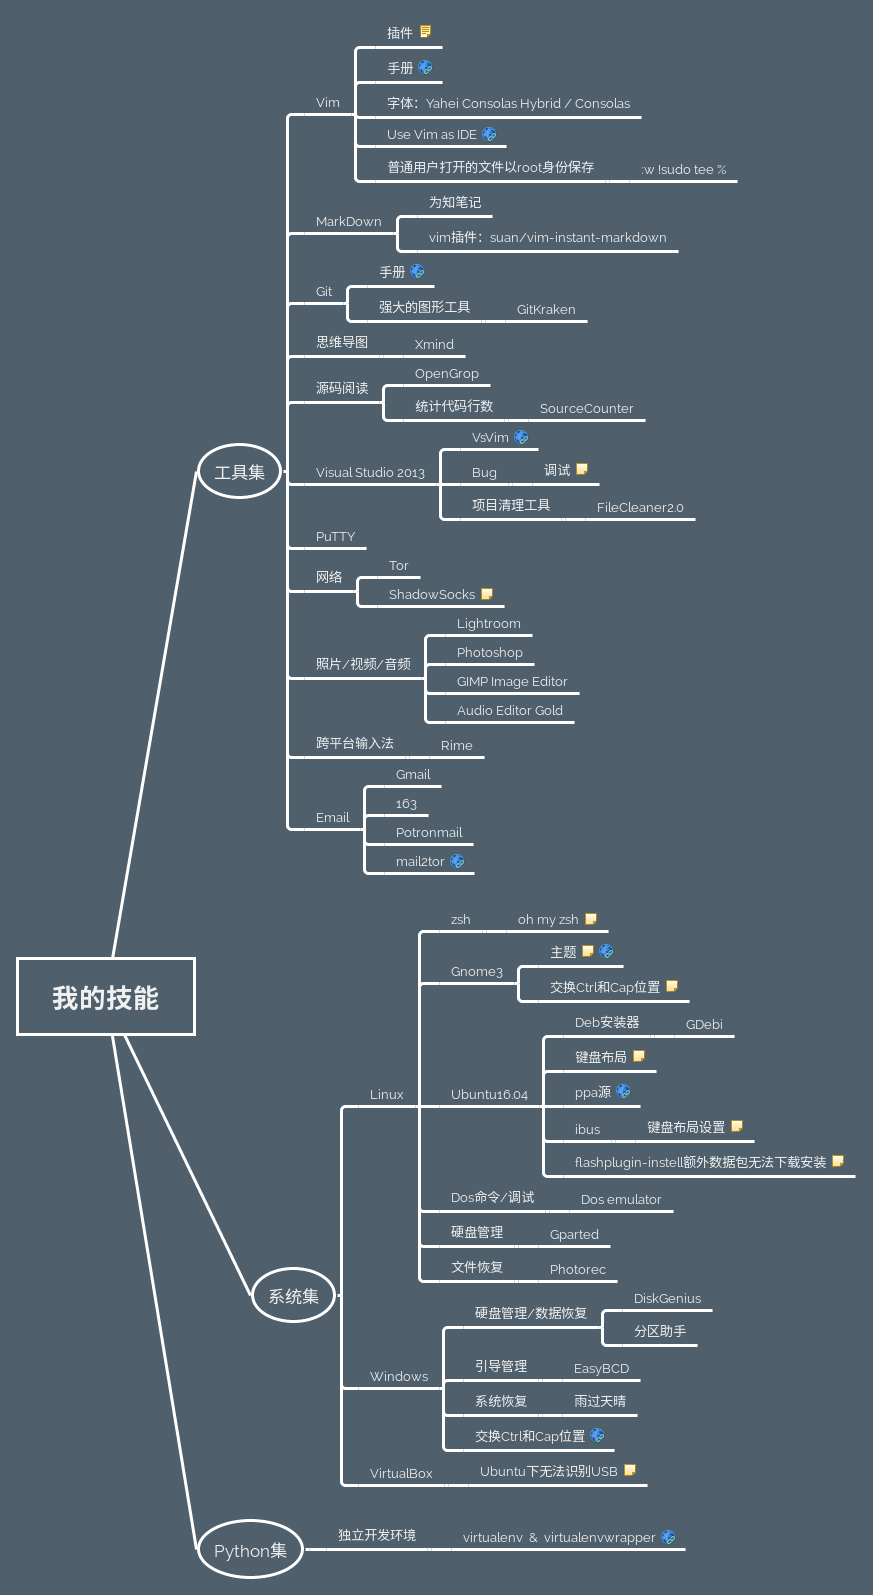 插件
手册
Vim
字体：Yahei Consolas Hybrid / Consolas
Use Vim as IDE
普通用户打开的文件以root身份保存
:w !sudo tee %
为知笔记
MarkDown
vim插件：suan/vim-instant-markdown
手册
Git
强大的图形工具
GitKraken
思维导图
Xmind
OpenGrop
源码阅读
统计代码行数
SourceCounter
VsVim
工具集
Visual Studio 2013
Bug
调试
项目清理工具
FileCleaner2.0
PuTTY
Tor
网络
ShadowSocks
Lightroom
Photoshop
照片/视频/音频
GIMP Image Editor
Audio Editor Gold
跨平台输入法
Rime
Gmail
163
Email
Potronmail
mail2tor
zsh
oh my zsh
主题
Gnome3
交换Ctrl和Cap位置
我的技能
Deb安装器
GDebi
键盘布局
Linux
Ubuntu16.04
ppa源
ibus
键盘布局设置
flashplugin-instell额外数据包无法下载安装
Dos命令/调试
Dos emulator
硬盘管理
Gparted
文件恢复
Photorec
系统集
DiskGenius
硬盘管理/数据恢复
分区助手
Windows
引导管理
EasyBCD
系统恢复
雨过天晴
交换Ctrl和Cap位置
VirtualBox
Ubuntu下无法识别USB
Python集
独立开发环境
virtualenv & virtualenvwrapper